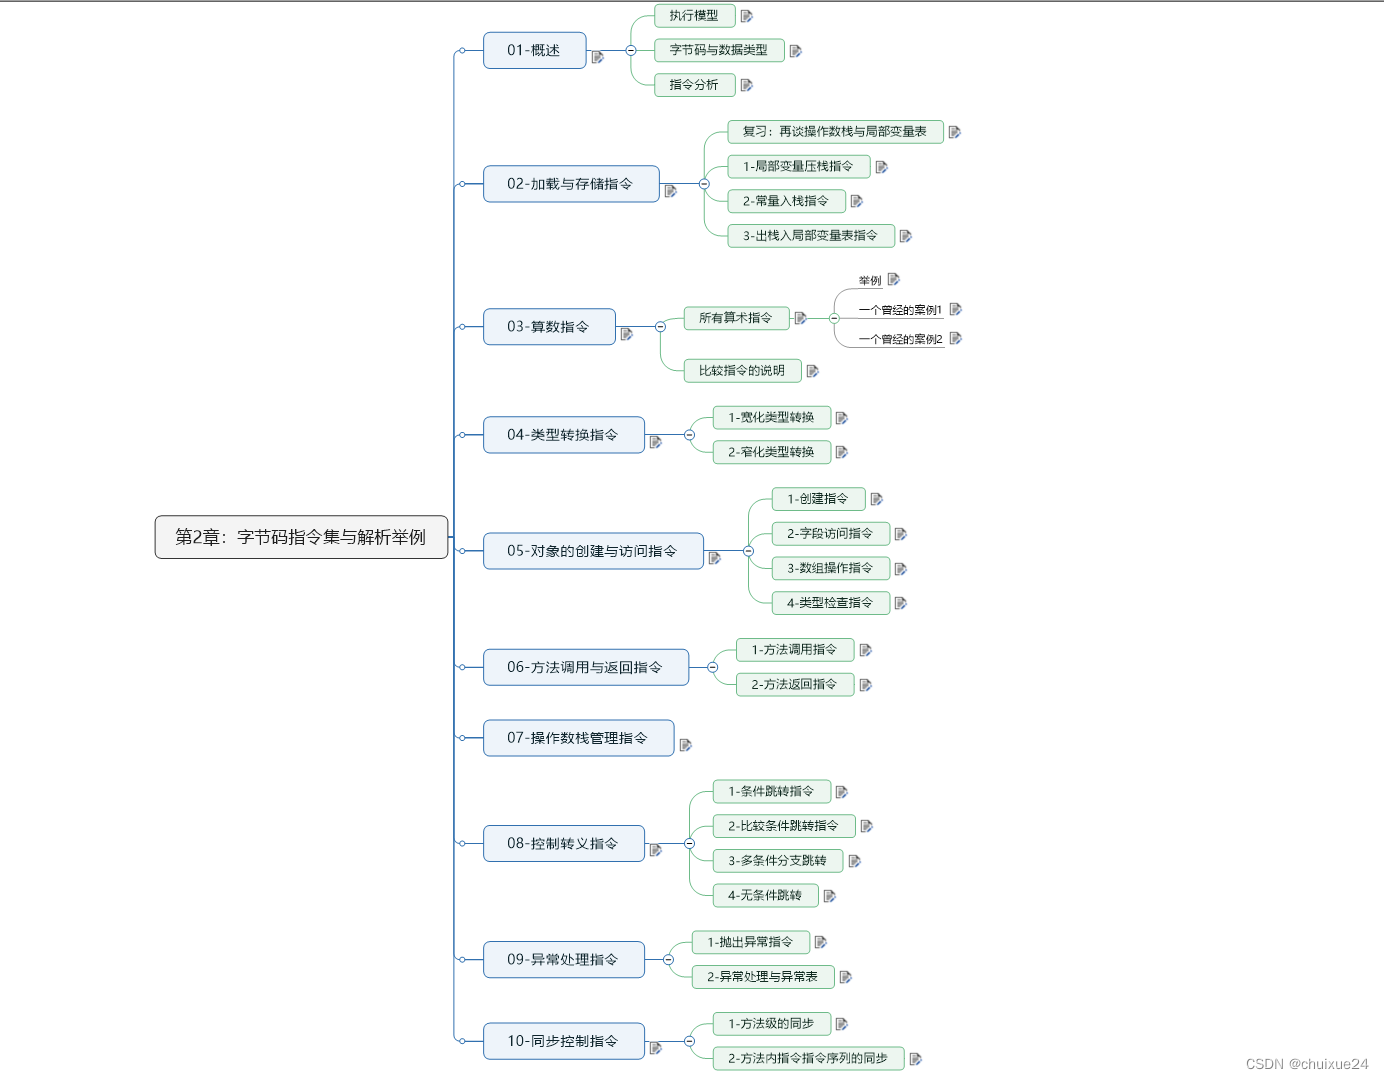 第2章：字节码指令集与解析举例
01-概述
执行模型
字节码与数据类型
指令分析
02-加载与存储指令
复习：再谈操作数栈与局部变量表
1-局部变量压栈指令
2-常量入栈指令
3-出栈入局部变量表指令
03-算数指令
所有算术指令
举例
一个曾经的案例1
一个曾经的案例2
比较指令的说明
04-类型转换指令
1-宽化类型转换
2-窄化类型转换
05-对象的创建与访问指令
1-创建指令
2-字段访问指令
3-数组操作指令
4-类型检查指令
06-方法调用与返回指令
1-方法调用指令
2-方法返回指令
07-操作数栈管理指令
08-控制转义指令
1-条件跳转指令
2-比较条件跳转指令
3-多条件分支跳转
4-无条件跳转
09-异常处理指令
1-抛出异常指令
2-异常处理与异常表
10-同步控制指令
1-方法级的同步
2-方法内指令指令序列的同步
CSDN @chuixue24